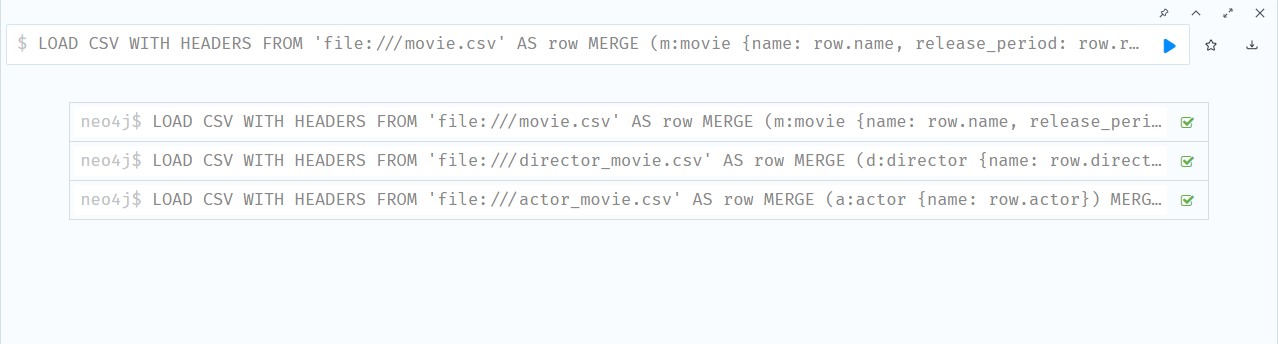 $ LOAD CSV WITH HEADERS FROM 'file:///movie.csv' AS row MERGE (m:movie {name: row.name, release_period: row.r…
neo4j$ LOAD CSV WITH HEADERS FROM 'file:///movie.csv' AS row MERGE (m:movie {name: row.name, release_peri…
neo4j$ LOAD CSV WITH HEADERS FROM 'file:///director_movie.csv' AS row MERGE (d:director {name: row.direct…
neo4j$ LOAD CSV WITH HEADERS FROM 'file:///actor_movie.csv' AS row MERGE (a:actor {name: row.actor}) MERG…